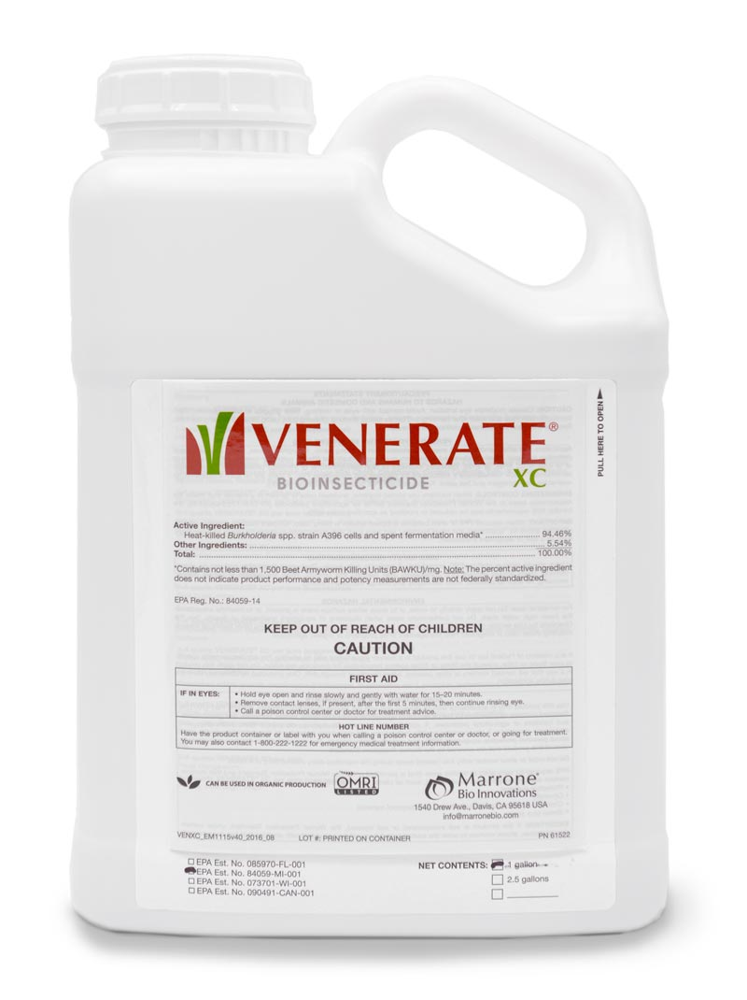 PULL HERE TO OPEN
VENERATE®
XC
BIOINSECTICIDE
Active Ingredient:
Heat-killed Burkholderia spp. strain A396 cells and spent fermentation media* ................ 94.46%
Other Ingredients: ................ 5.54%
Total: ................ 100.00%
*Contains not less than 1,500 Beet Armyworm Killing Units (BAWKU)/mg. Note: The percent active ingredient
does not indicate product performance and potency measurements are not federally standardized.
EPA Reg. No.: 84059-14
KEEP OUT OF REACH OF CHILDREN
CAUTION
FIRST AID
IF IN EYES: • Hold eye open and rinse slowly and gently with water for 15–20 minutes.
• Remove contact lenses, if present, after the first 5 minutes, then continue rinsing eye.
• Call a poison control center or doctor for treatment advice.
HOT LINE NUMBER
Have the product container or label with you when calling a poison control center or doctor, or going for treatment.
You may also contact 1-800-222-1222 for emergency medical treatment information.
CAN BE USED IN ORGANIC PRODUCTION
OMRI
LISTED
Marrone®
Bio Innovations
1540 Drew Ave., Davis, CA 95618 USA
info@marronebio.com
VENXC_EM1115v40_2016_08 LOT #: PRINTED ON CONTAINER PN 61522
EPA Est. No. 085970-FL-001
EPA Est. No. 84059-MI-001
EPA Est. No. 073701-WI-001
EPA Est. No. 090491-CAN-001
NET CONTENTS: 1 gallon
2.5 gallons